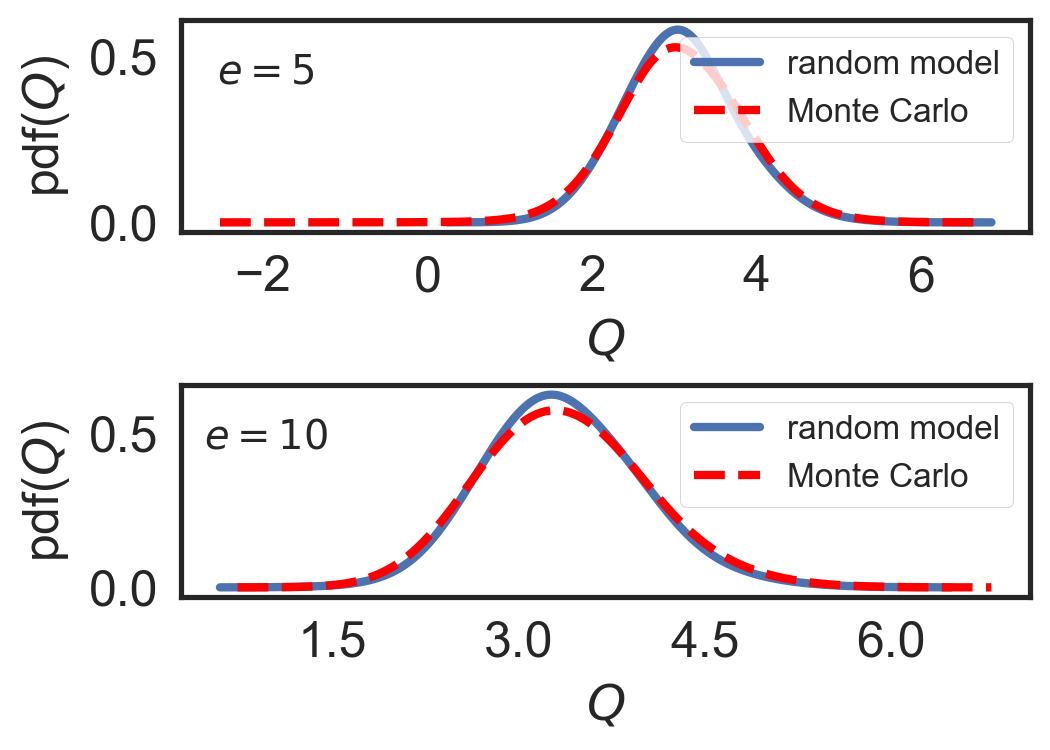 pdf(Q)
0.5
0.0
e = 5
random model
Monte Carlo
−2 0 2 4 6
Q
pdf(Q)
0.5
0.0
e = 10
random model
Monte Carlo
1.5 3.0 4.5 6.0
Q